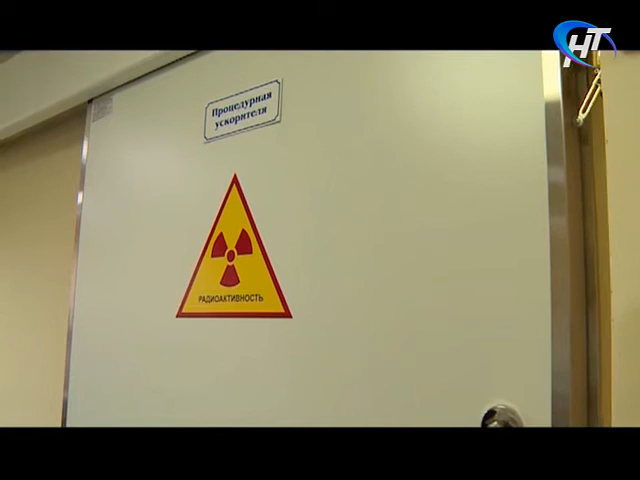 НТ
Процедурная
ускорителя
РАДИОАКТИВНОСТЬ